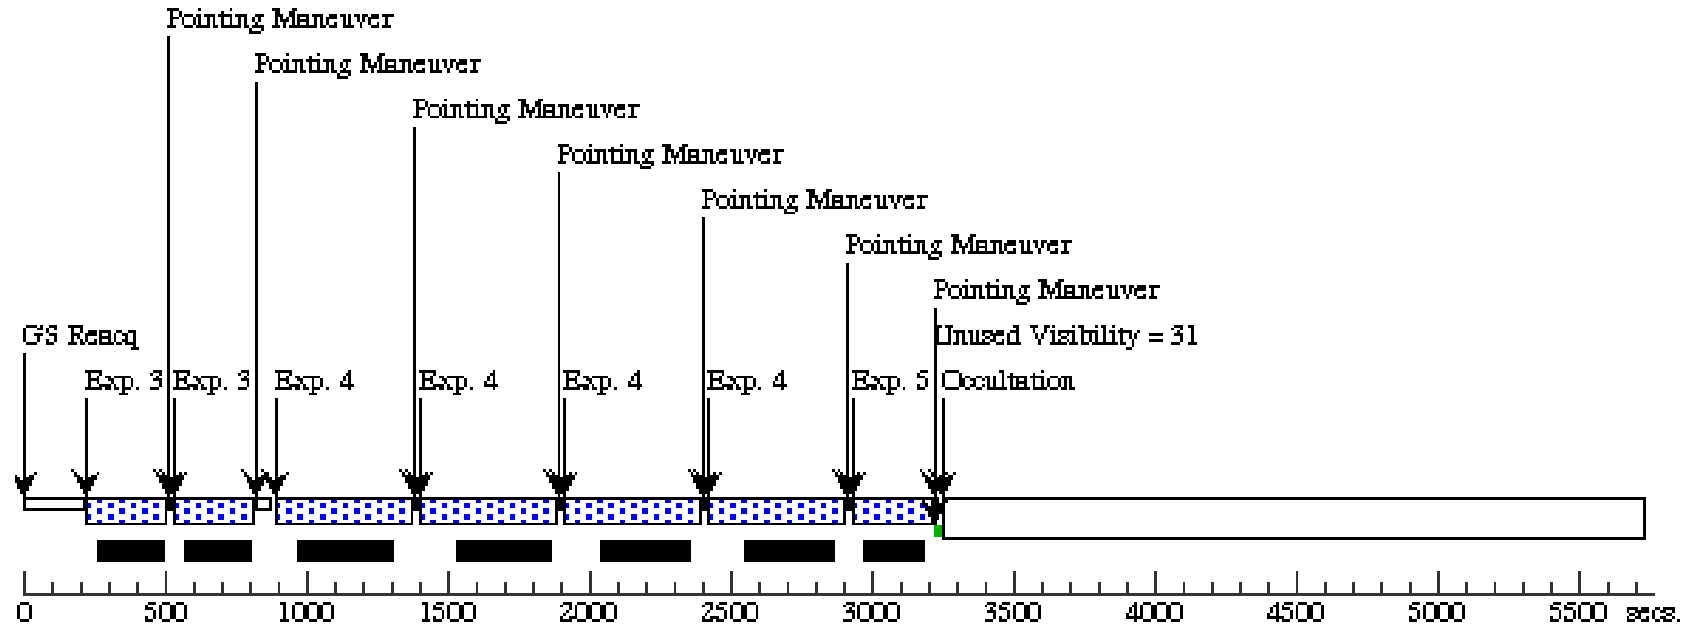 Pointing Maneuver
Pointing Maneuver
Pointing Maneuver
Pointing Maneuver
Pointing Maneuver
Pointing Maneuver
Pointing Maneuver
GS Reacq
Unused Visibility = 31
Exp. 3 Exp. 3 Exp. 4 Exp. 4 Exp. 4 Exp. 4 Exp. 5 Occultation
0 500 1000 1500 2000 2500 3000 3500 4000 4500 5000 5500 secs.